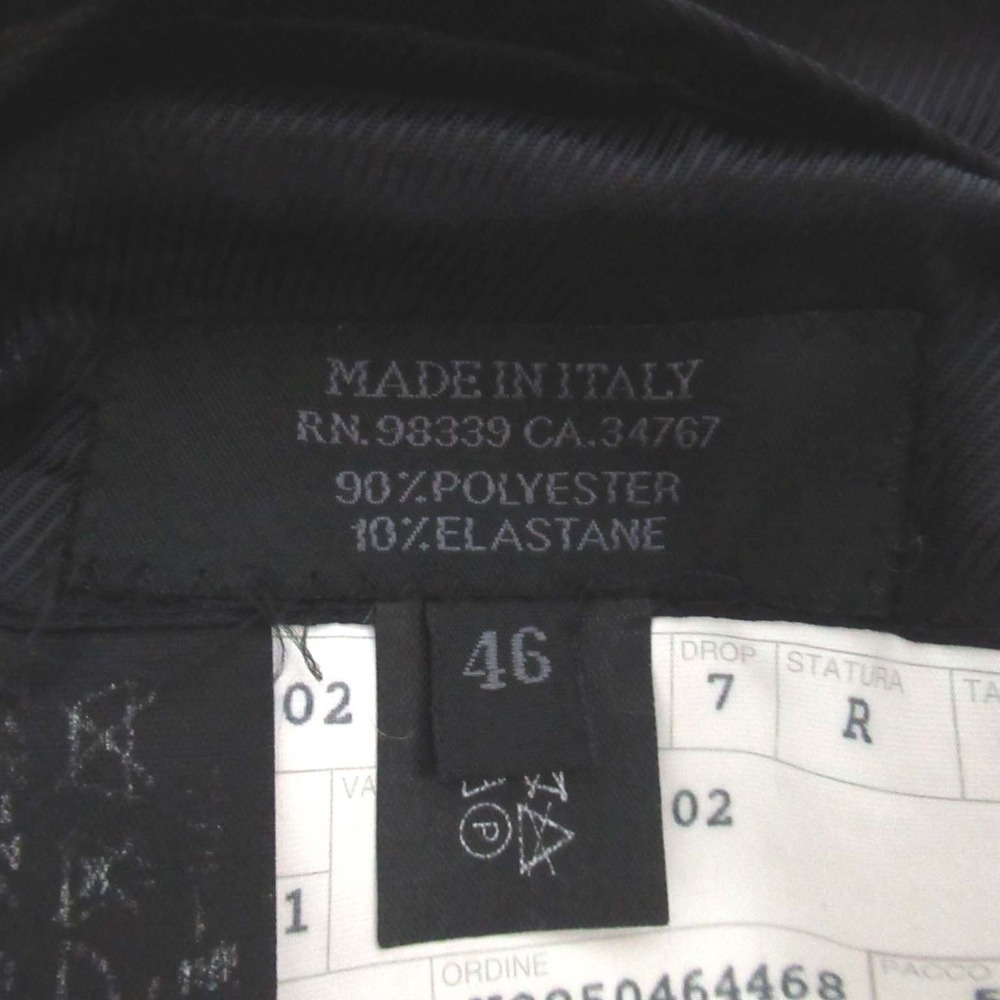 MADE IN ITALY
RN.98339 CA.34767
90%POLYESTER
10%ELASTANE
46
02
DROP
7
STATURA
R
02
1
P
ORDINE
PACCO